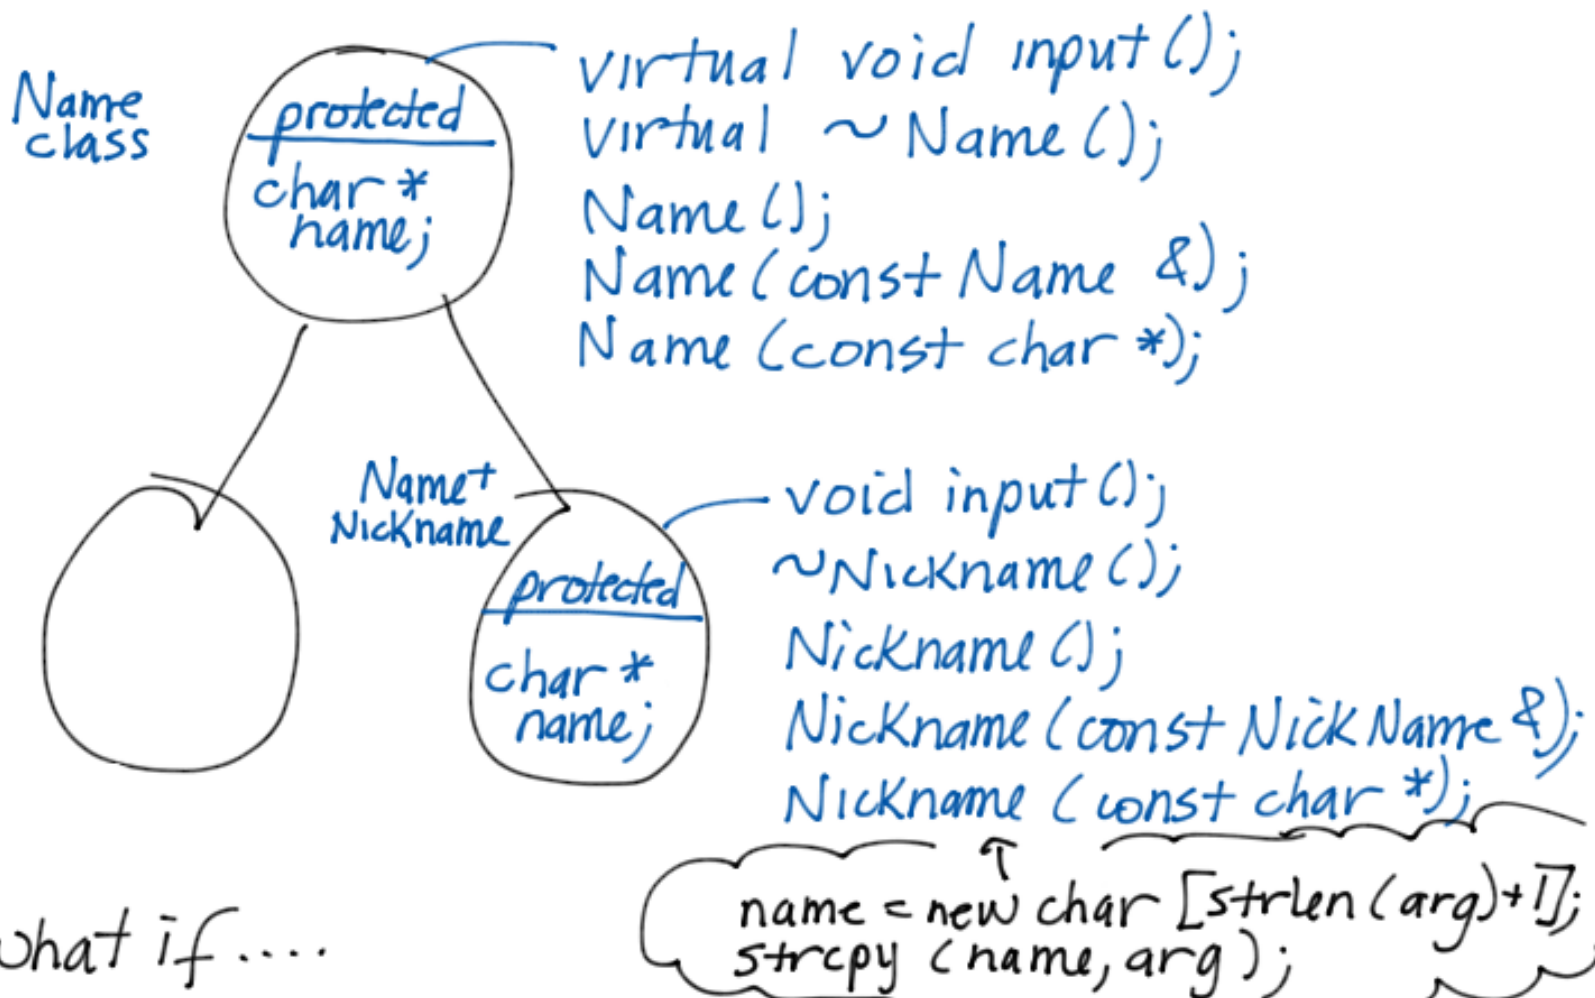 Name
class
protected
char *
name;
virtual void input();
virtual ~Name();
Name();
Name(const Name &);
Name (const char *);
Name+
Nickname
protected
char *
name;
void input();
~Nickname();
Nickname();
Nickname (const NickName &);
Nickname (const char *);
name = new char [strlen(arg)+1];
strcpy (name, arg);
what if....